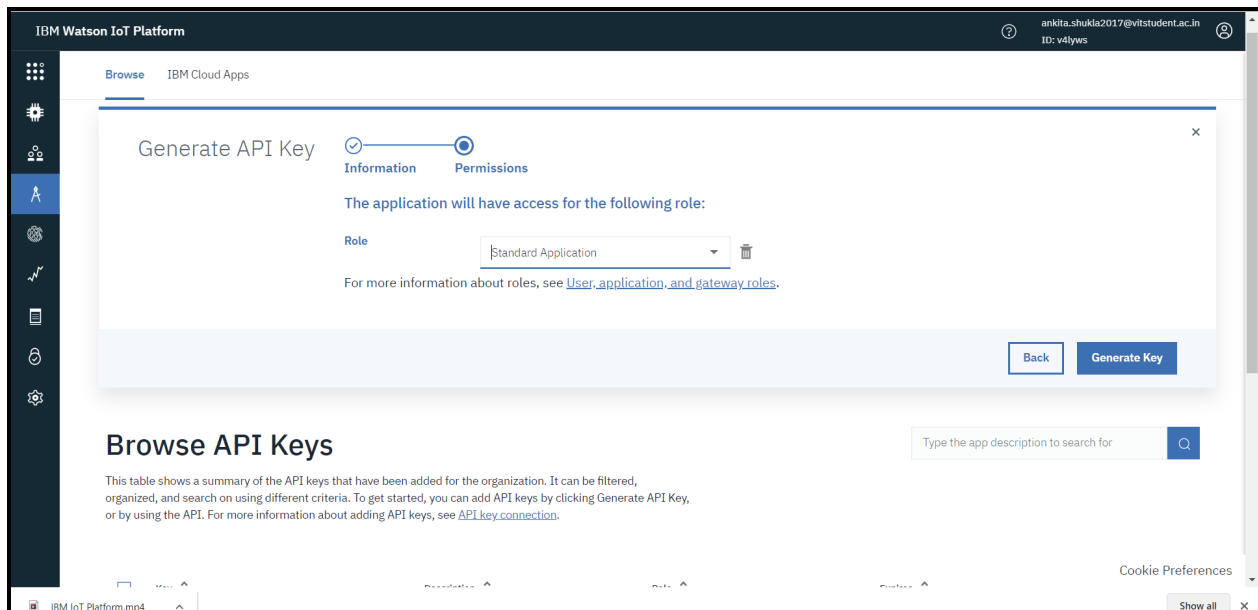 IBM Watson IoT Platform
ankita.shukla2017@vitstudent.ac.in
ID: v4lyws
Browse IBM Cloud Apps
Generate API Key
Information Permissions
The application will have access for the following role:
Role
Standard Application
For more information about roles, see User, application, and gateway roles.
Back Generate Key
Browse API Keys
Type the app description to search for
This table shows a summary of the API keys that have been added for the organization. It can be filtered,
organized, and search on using different criteria. To get started, you can add API keys by clicking Generate API Key,
or by using the API. For more information about adding API keys, see API key connection.
Cookie Preferences
Key Description Role Expires
IBM IoT Platform.mp4
Show all